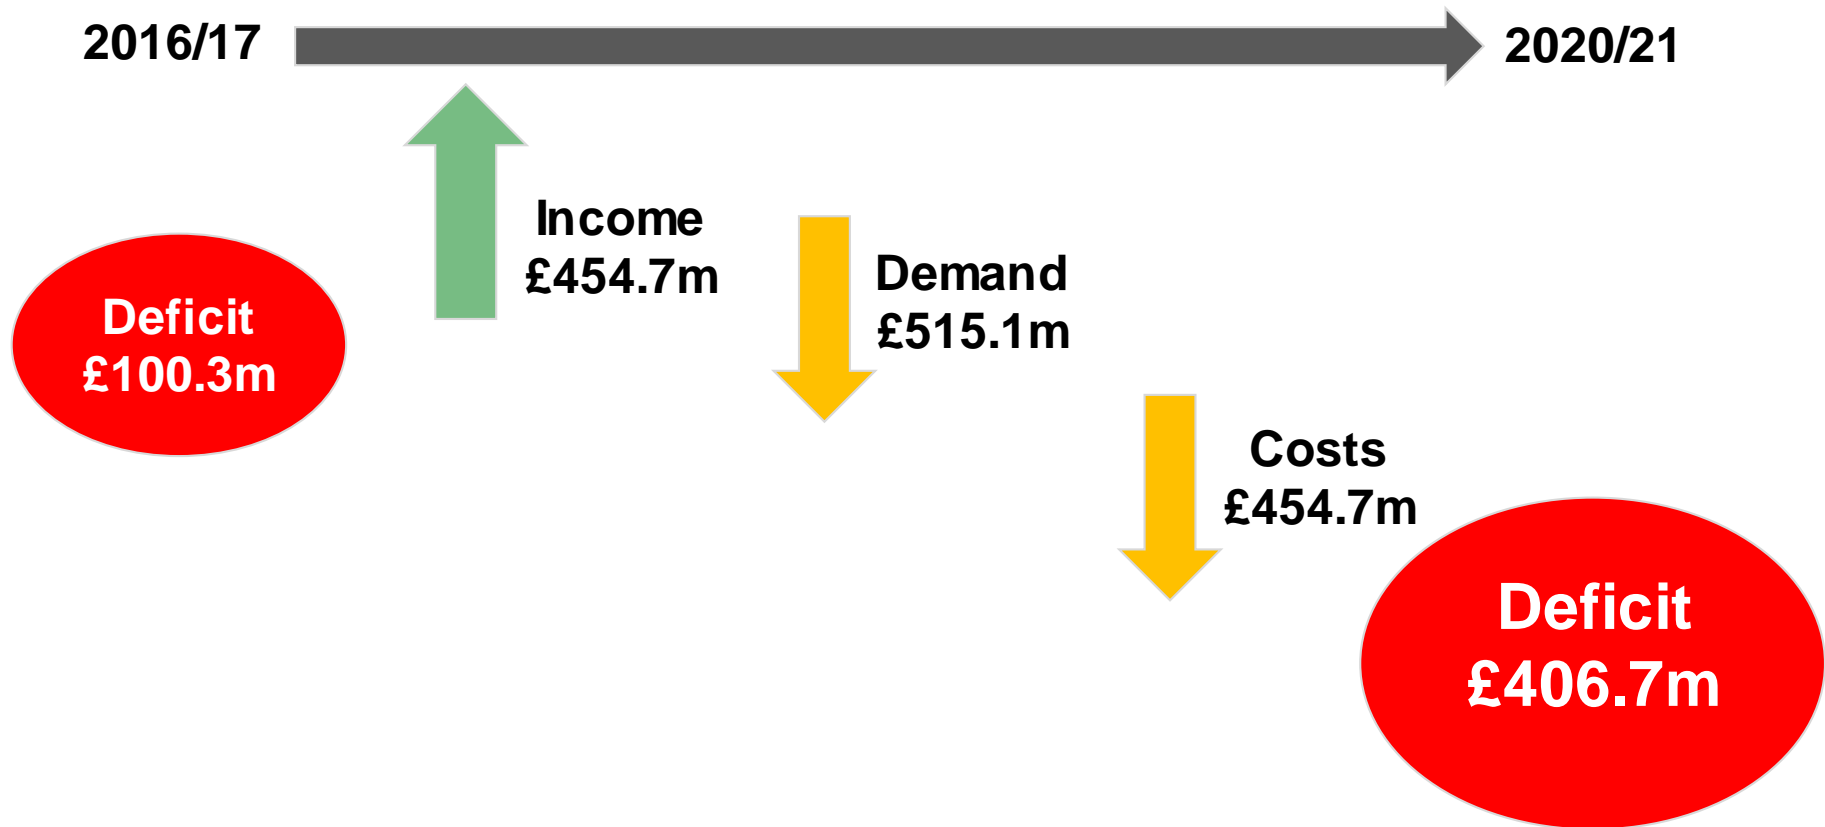 2016/17
2020/21
Income
£454.7m
Deficit
£100.3m
Demand
£515.1m
Costs
£454.7m
Deficit
£406.7m